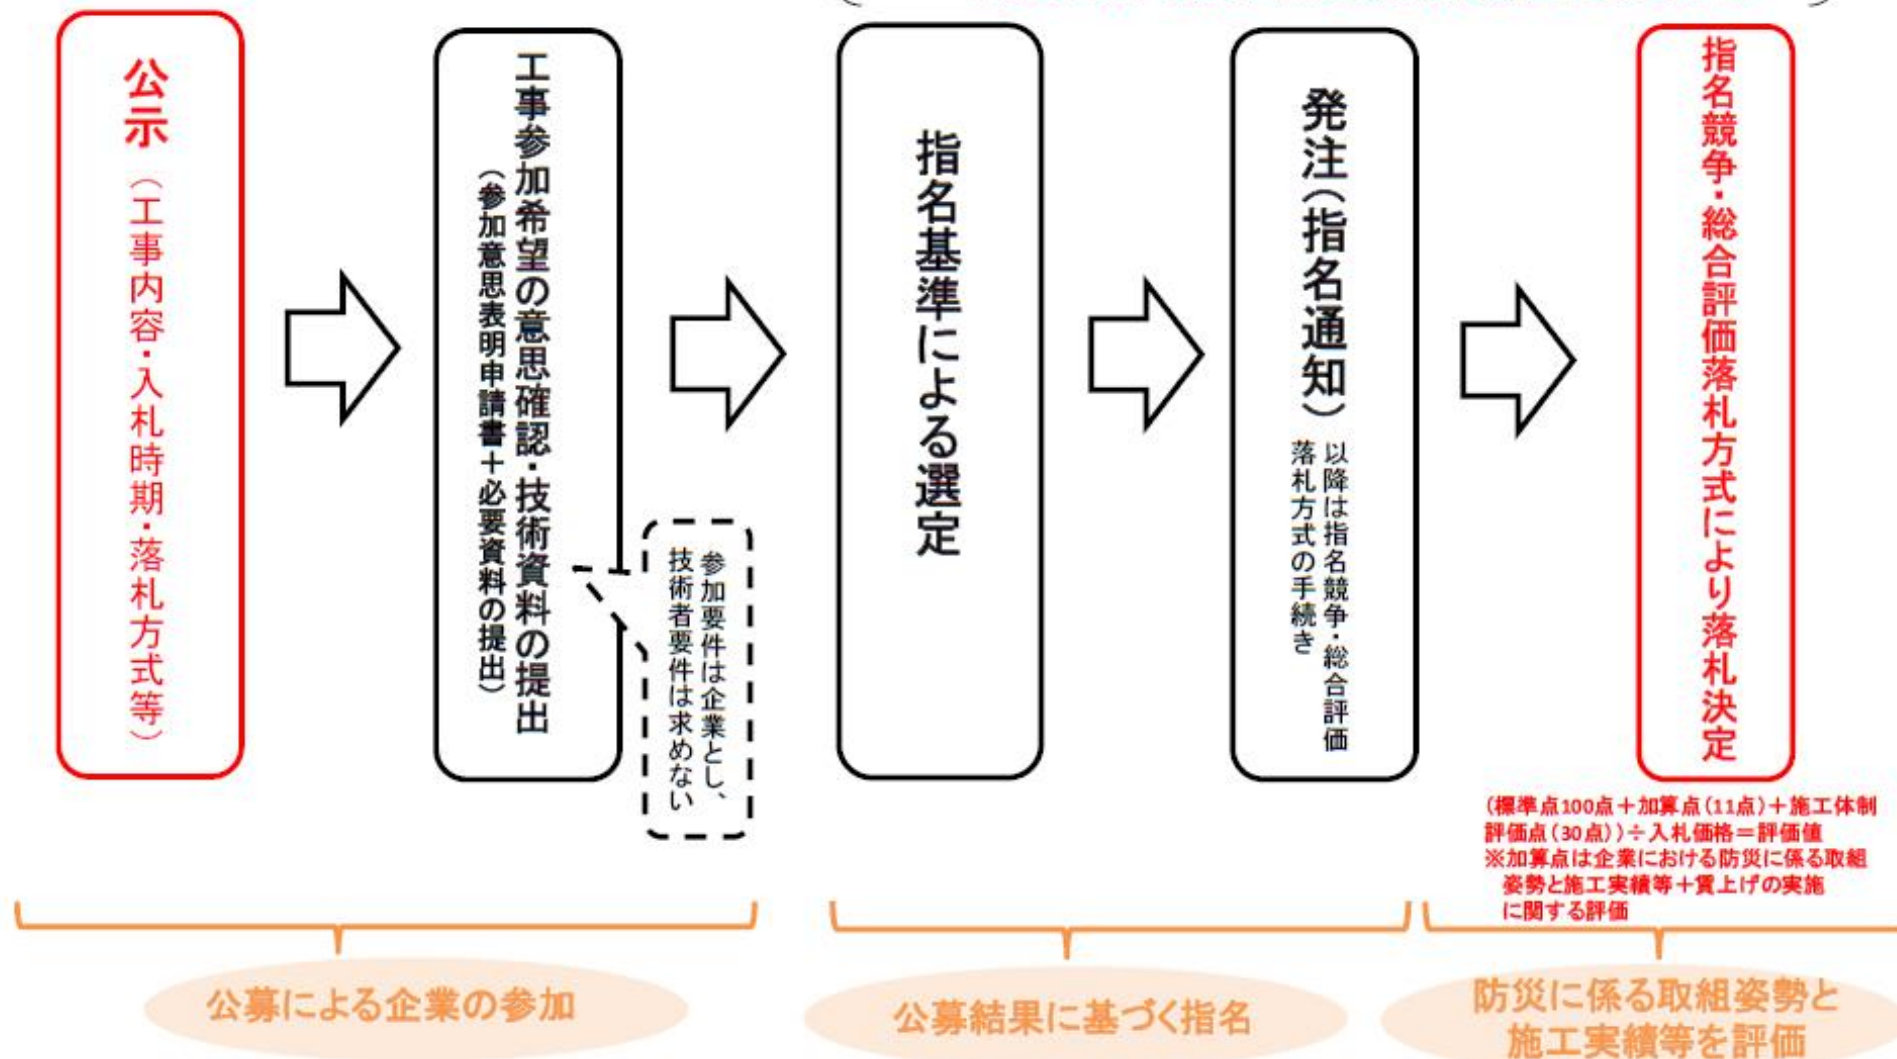 公示（工事内容・入札時期・落札方式等）
工事参加希望の意思確認・技術資料の提出
（参加意思表明申請書＋必要資料の提出）
参加要件は企業とし、
技術者要件は求めない
指名基準による選定
発注（指名通知）
以降は指名競争・総合評価
落札方式の手続き
指名競争・総合評価落札方式により落札決定
（標準点100点＋加算点（11点）＋施工体制
評価点（30点））÷入札価格＝評価値
※加算点は企業における防災に係る取組
姿勢と施工実績等＋賃上げの実施
に関する評価
公募による企業の参加
公募結果に基づく指名
防災に係る取組姿勢と
施工実績等を評価